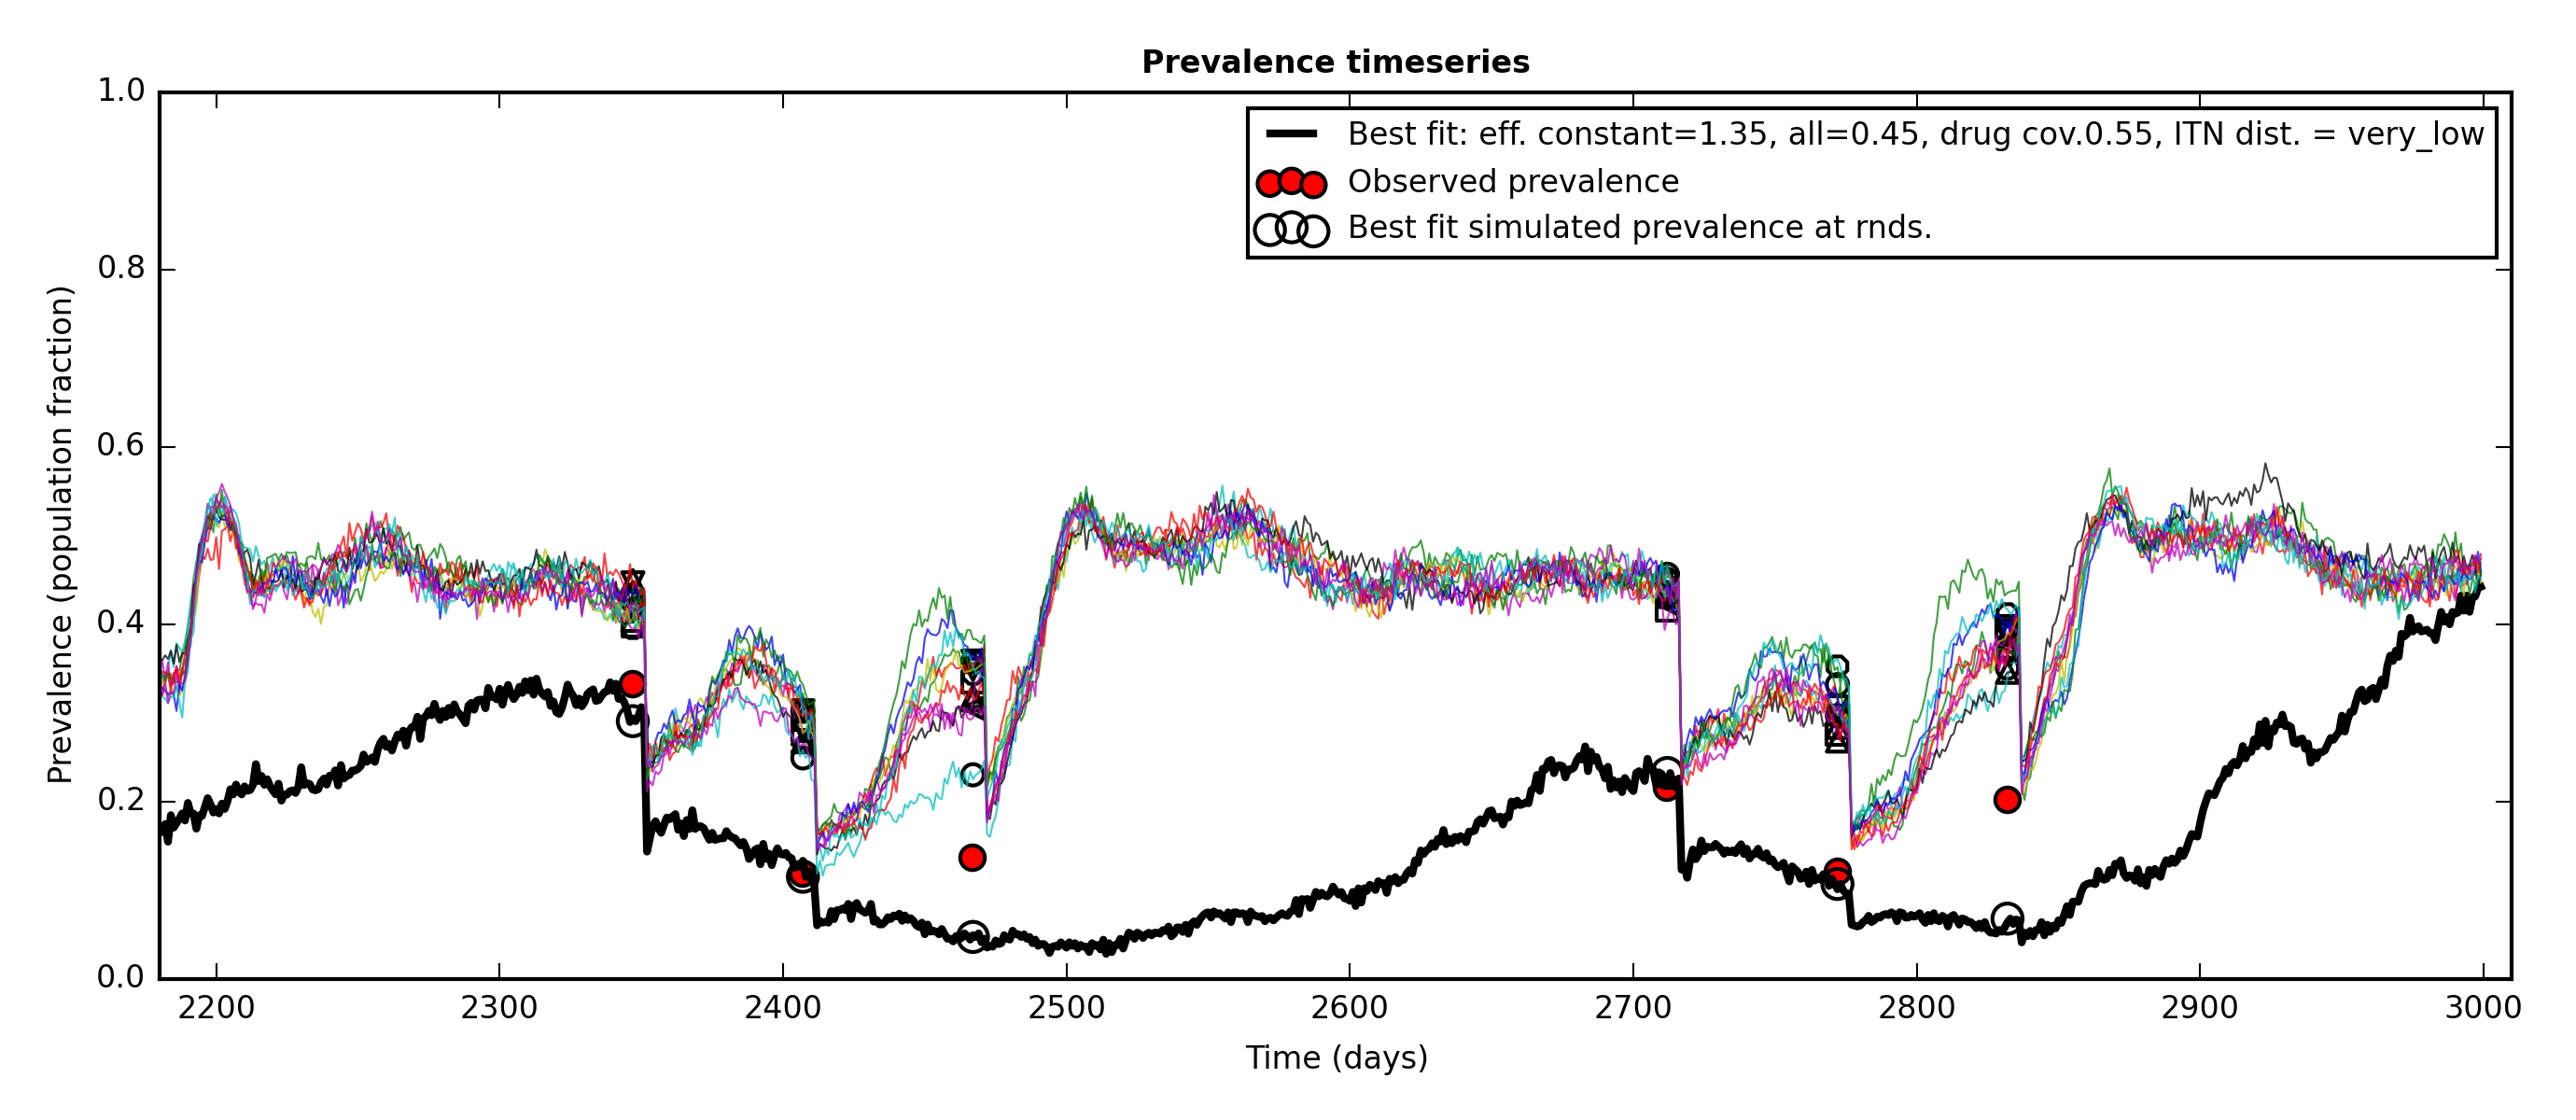 Prevalence timeseries
Best fit: eff. constant=1.35, all=0.45, drug cov.0.55, ITN dist. = very_low
Observed prevalence
Best fit simulated prevalence at rnds.
Prevalence (population fraction)
1.0
0.8
0.6
0.4
0.2
0.0
2200 2300 2400 2500 2600 2700 2800 2900 3000
Time (days)